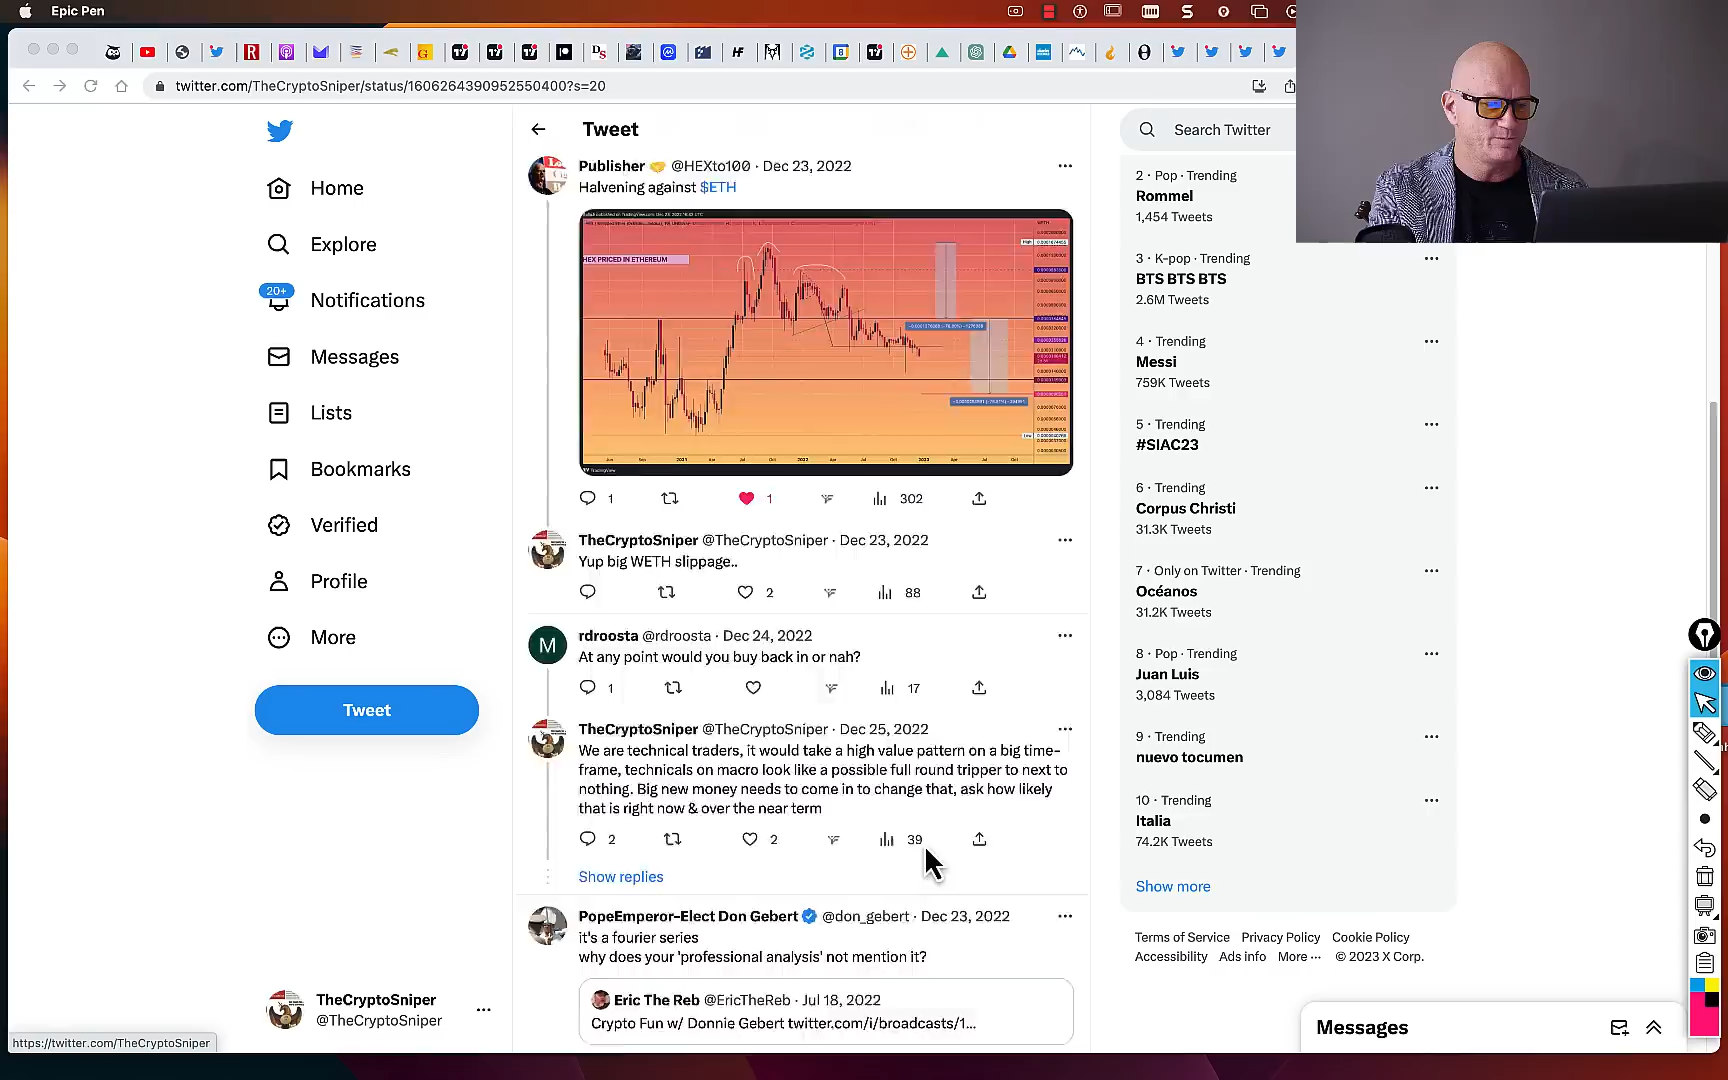 Epic Pen
twitter.com/TheCryptoSniper/status/1606264390952550400?s=20
Home
Explore
20+
Notifications
Messages
Lists
Bookmarks
Verified
Profile
More
Tweet
TheCryptoSniper
@TheCryptoSniper
https://twitter.com/TheCryptoSniper
Tweet
Publisher 🤝 @HEXto100 · Dec 23, 2022
Halvening against $ETH
HEX PRICED IN ETHEREUM
1 1 302
TheCryptoSniper @TheCryptoSniper · Dec 23, 2022
Yup big WETH slippage..
2 88
M
rdroosta @rdroosta · Dec 24, 2022
At any point would you buy back in or nah?
1 17
TheCryptoSniper @TheCryptoSniper · Dec 25, 2022
We are technical traders, it would take a high value pattern on a big time-
frame, technicals on macro look like a possible full round tripper to next to
nothing. Big new money needs to come in to change that, ask how likely
that is right now & over the near term
2 2 39
Show replies
PopeEmperor-Elect Don Gebert @don_gebert · Dec 23, 2022
it's a fourier series
why does your 'professional analysis' not mention it?
Eric The Reb @EricTheReb · Jul 18, 2022
Crypto Fun w/ Donnie Gebert twitter.com/i/broadcasts/1...
Search Twitter
2 · Pop · Trending
Rommel
1,454 Tweets
3 · K-pop · Trending
BTS BTS BTS
2.6M Tweets
4 · Trending
Messi
759K Tweets
5 · Trending
#SIAC23
6 · Trending
Corpus Christi
31.3K Tweets
7 · Only on Twitter · Trending
Océanos
31.2K Tweets
8 · Pop · Trending
Juan Luis
3,084 Tweets
9 · Trending
nuevo tocumen
10 · Trending
Italia
74.2K Tweets
Show more
Terms of Service Privacy Policy Cookie Policy
Accessibility Ads info More ··· © 2023 X Corp.
Messages